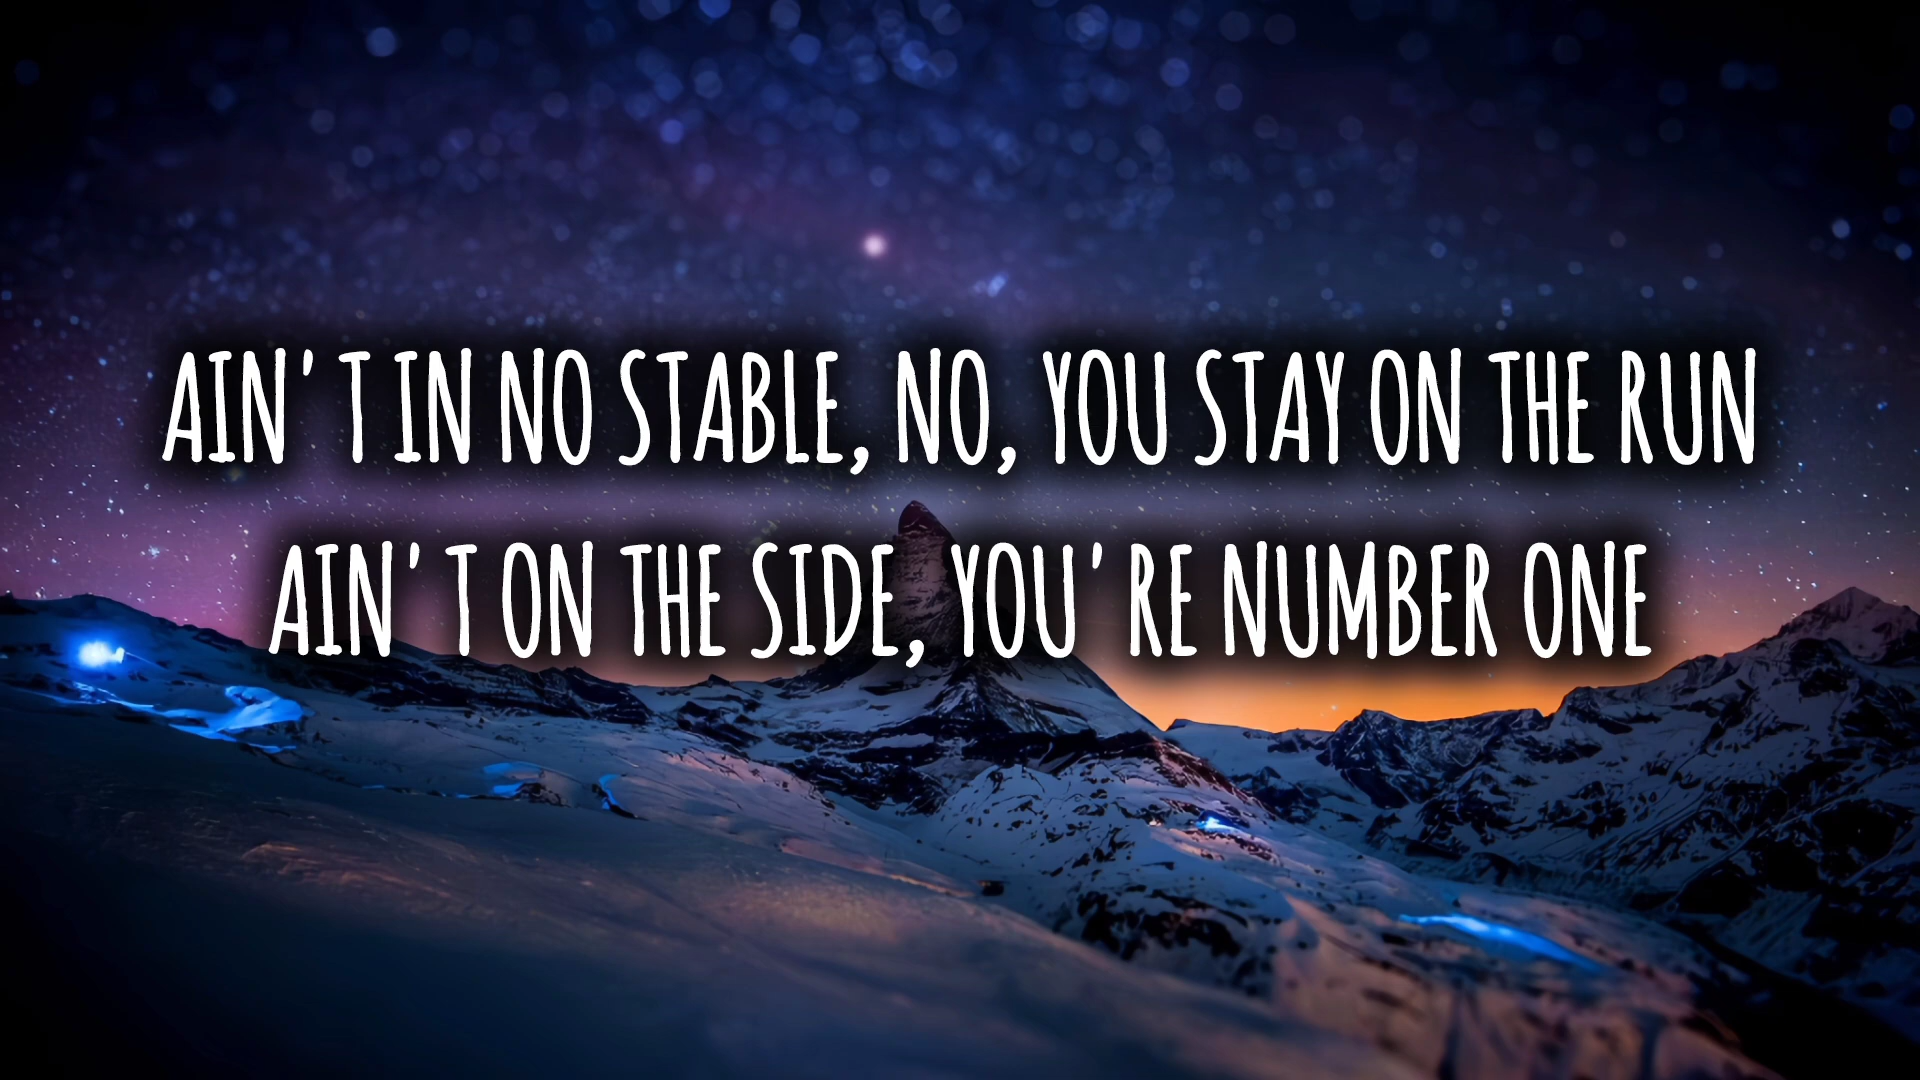 AIN'T IN NO STABLE, NO, YOU STAY ON THE RUN
AIN'T ON THE SIDE, YOU'RE NUMBER ONE